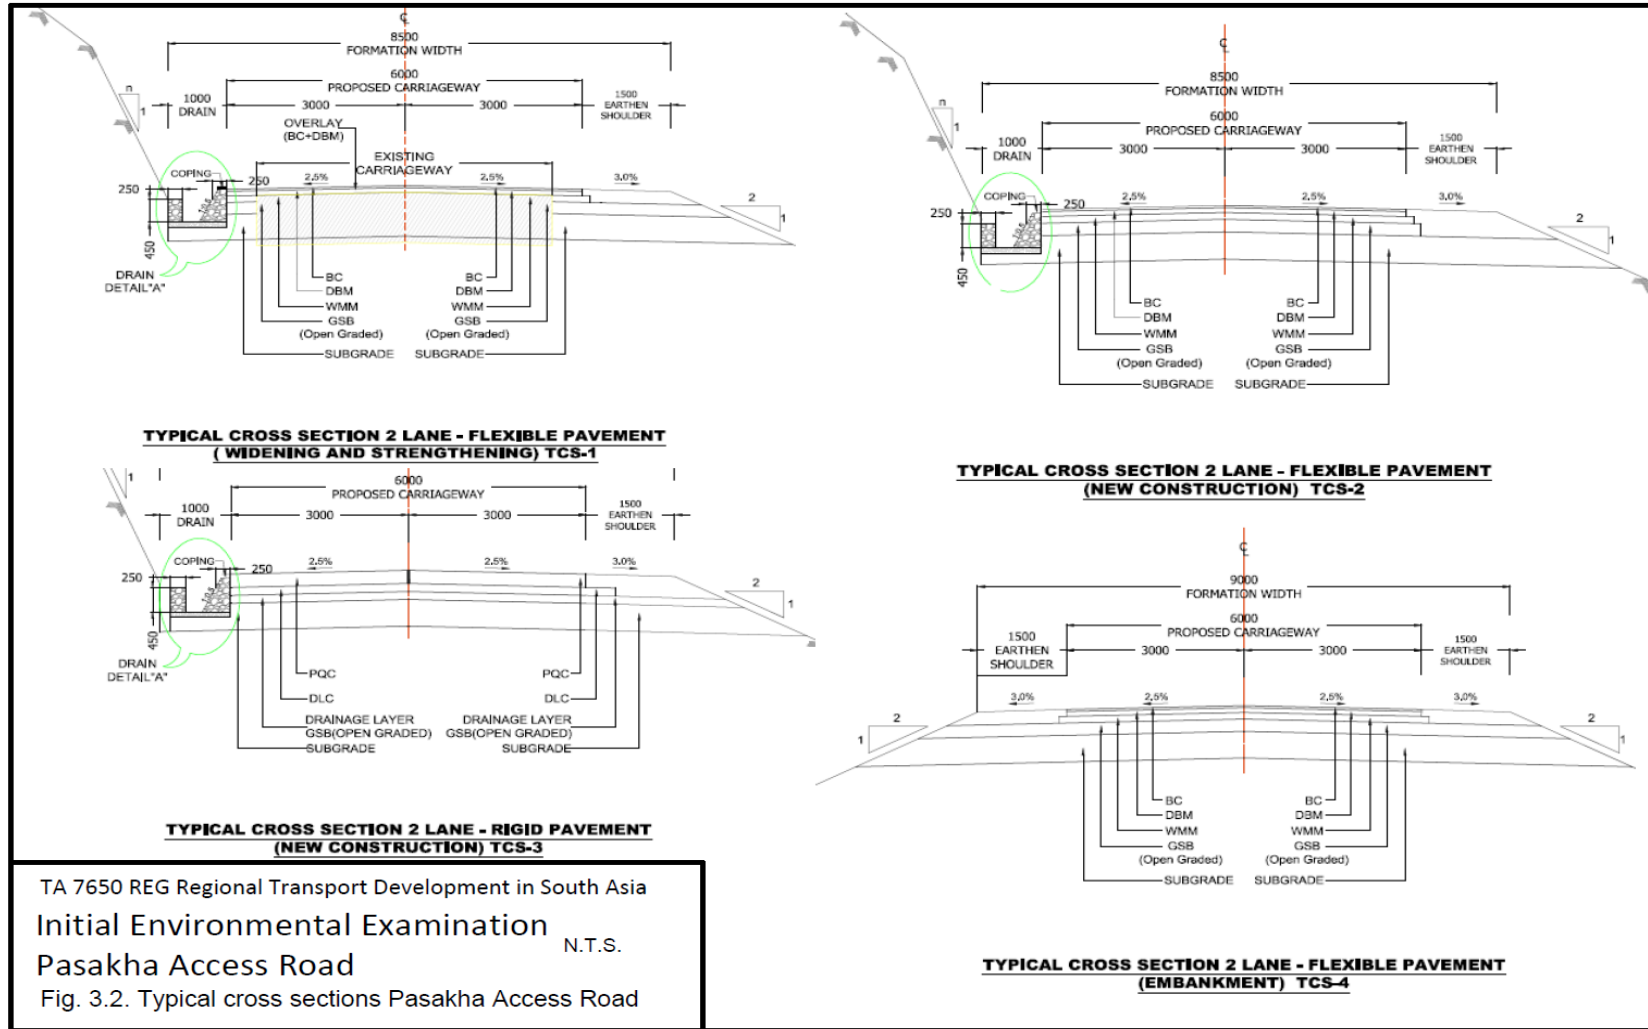 ℄
8500
FORMATION WIDTH
6000
PROPOSED CARRIAGEWAY
1000
DRAIN
3000
3000
1500
EARTHEN
SHOULDER
OVERLAY
(BC+DBM)
EXISTING
CARRIAGEWAY
n
1
COPING
250
250
2.5%
2.5%
3.0%
2
1
450
DRAIN
DETAIL"A"
BC
DBM
WMM
GSB
(Open Graded)
SUBGRADE
BC
DBM
WMM
GSB
(Open Graded)
SUBGRADE
TYPICAL CROSS SECTION 2 LANE - FLEXIBLE PAVEMENT
( WIDENING AND STRENGTHENING) TCS-1
℄
8500
FORMATION WIDTH
6000
PROPOSED CARRIAGEWAY
1000
DRAIN
3000
3000
1500
EARTHEN
SHOULDER
n
1
COPING
250
250
2.5%
2.5%
3.0%
2
1
450
BC
DBM
WMM
GSB
(Open Graded)
SUBGRADE
BC
DBM
WMM
GSB
(Open Graded)
SUBGRADE
TYPICAL CROSS SECTION 2 LANE - FLEXIBLE PAVEMENT
(NEW CONSTRUCTION) TCS-2
6000
PROPOSED CARRIAGEWAY
1
1000
DRAIN
3000
3000
1500
EARTHEN
SHOULDER
COPING
250
250
2.5%
2.5%
3.0%
2
1
450
DRAIN
DETAIL"A"
PQC
DLC
DRAINAGE LAYER
GSB(OPEN GRADED)
SUBGRADE
PQC
DLC
DRAINAGE LAYER
GSB(OPEN GRADED)
SUBGRADE
TYPICAL CROSS SECTION 2 LANE - RIGID PAVEMENT
(NEW CONSTRUCTION) TCS-3
℄
9000
FORMATION WIDTH
6000
PROPOSED CARRIAGEWAY
1500
EARTHEN
SHOULDER
3000
3000
1500
EARTHEN
SHOULDER
3.0%
2.5%
2.5%
3.0%
2
1
2
1
BC
DBM
WMM
GSB
(Open Graded)
SUBGRADE
BC
DBM
WMM
GSB
(Open Graded)
SUBGRADE
TYPICAL CROSS SECTION 2 LANE - FLEXIBLE PAVEMENT
(EMBANKMENT) TCS-4
TA 7650 REG Regional Transport Development in South Asia
Initial Environmental Examination
N.T.S.
Pasakha Access Road
Fig. 3.2. Typical cross sections Pasakha Access Road